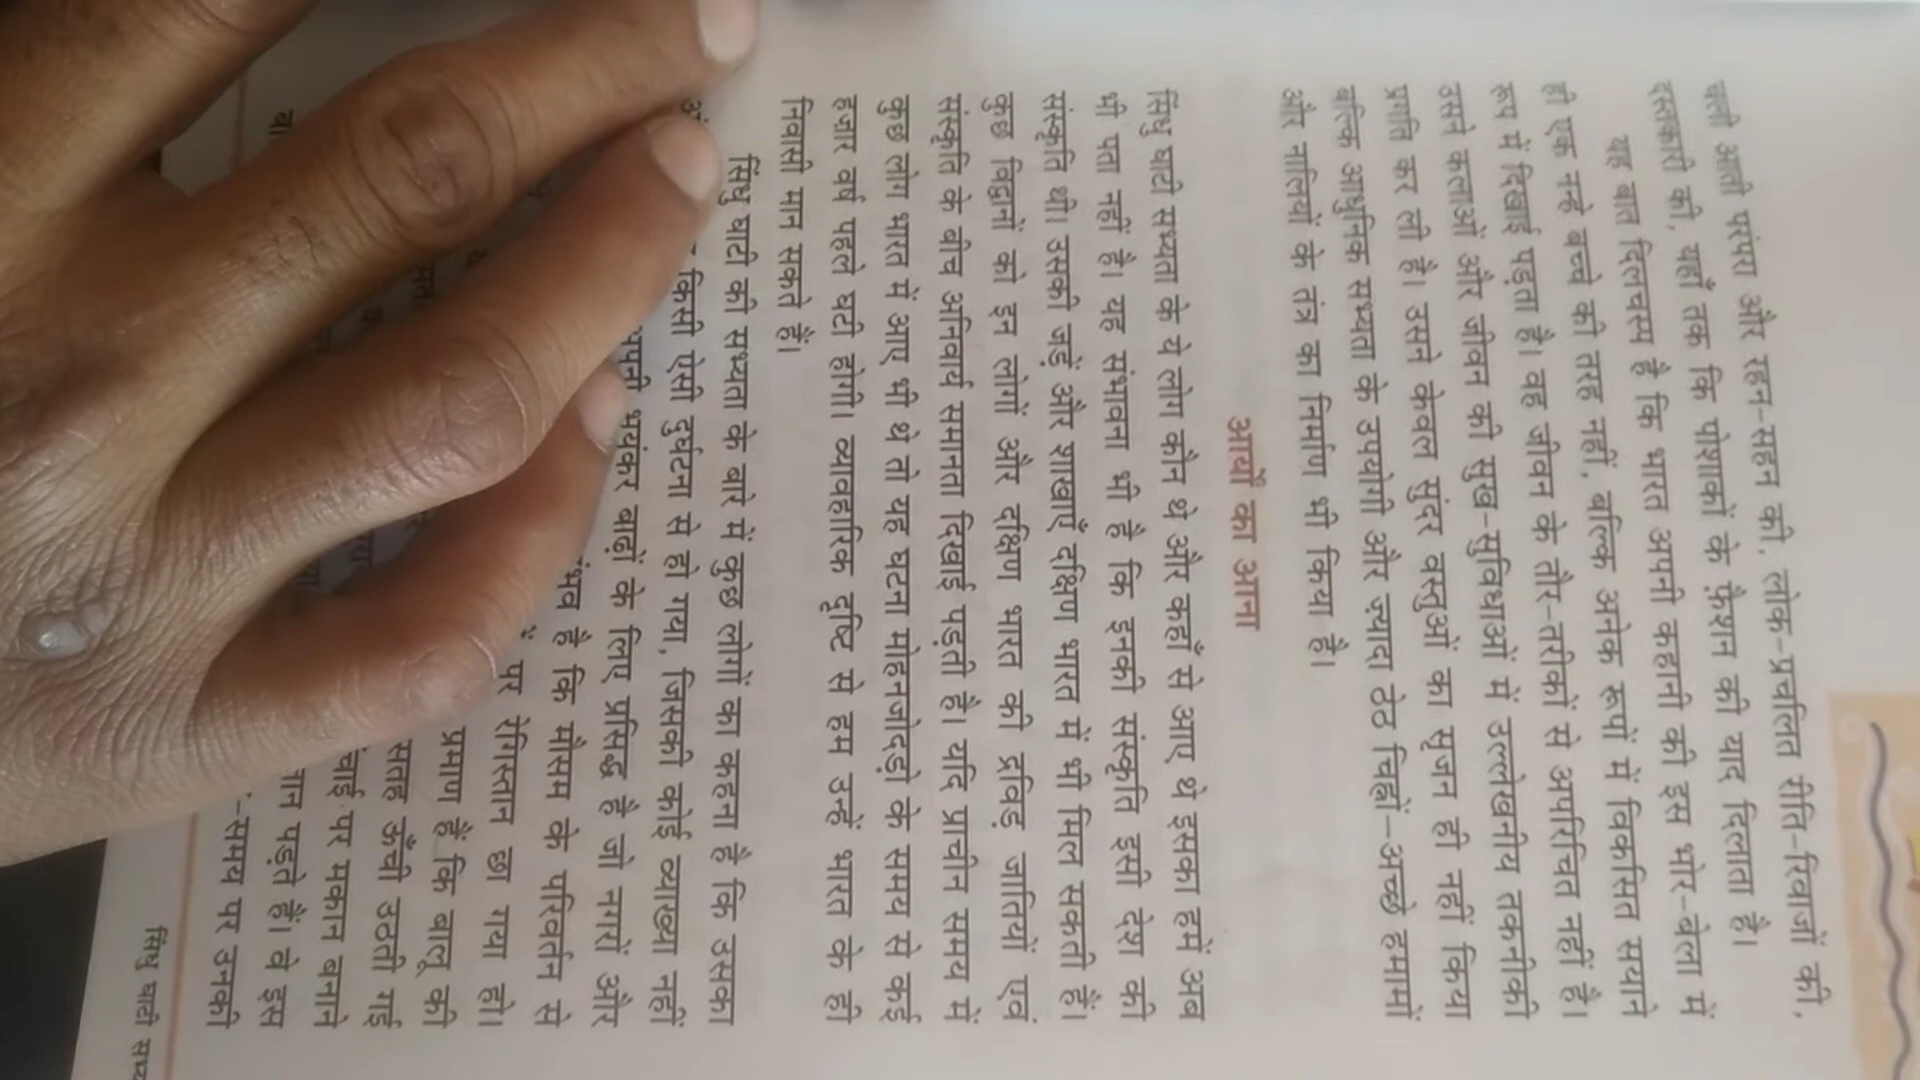 चली आती परंपरा और रहन-सहन की, लोक-प्रचलित रीति-रिवाजों की,
दस्तकारी की, यहाँ तक कि पोशाकों के फ़ैशन की याद दिलाता है।
यह बात दिलचस्प है कि भारत अपनी कहानी की इस भोर-बेला में
ही एक नन्हे बच्चे की तरह नहीं, बल्कि अनेक रूपों में विकसित सयाने
रूप में दिखाई पड़ता है। वह जीवन के तौर-तरीकों से अपरिचित नहीं है।
उसने कलाओं और जीवन की सुख-सुविधाओं में उल्लेखनीय तकनीकी
प्रगति कर ली है। उसने केवल सुंदर वस्तुओं का सृजन ही नहीं किया
बल्कि आधुनिक सभ्यता के उपयोगी और ज़्यादा ठेठ चिह्नों-अच्छे हमामों
और नालियों के तंत्र का निर्माण भी किया है।
आर्यों का आना
सिंधु घाटी सभ्यता के ये लोग कौन थे और कहाँ से आए थे इसका हमें अब
भी पता नहीं है। यह संभावना भी है कि इनकी संस्कृति इसी देश की
संस्कृति थी। उसकी जड़ें और शाखाएँ दक्षिण भारत में भी मिल सकती हैं।
कुछ विद्वानों को इन लोगों और दक्षिण भारत की द्रविड़ जातियों एवं
संस्कृति के बीच अनिवार्य समानता दिखाई पड़ती है। यदि प्राचीन समय में
कुछ लोग भारत में आए भी थे तो यह घटना मोहनजोदड़ो के समय से कई
हजार वर्ष पहले घटी होगी। व्यावहारिक दृष्टि से हम उन्हें भारत के ही
निवासी मान सकते हैं।
सिंधु घाटी की सभ्यता के बारे में कुछ लोगों का कहना है कि उसका
किसी ऐसी दुर्घटना से हो गया, जिसकी कोई व्याख्या नहीं
भयंकर बाढ़ों के लिए प्रसिद्ध है जो नगरों और
है कि मौसम के परिवर्तन से
पर रेगिस्तान छा गया हो।
प्रमाण हैं कि बालू की
सतह ऊँची उठती गई
पर मकान बनाने
पड़ते हैं। वे इस
-समय पर उनकी
सिंधु घाटी